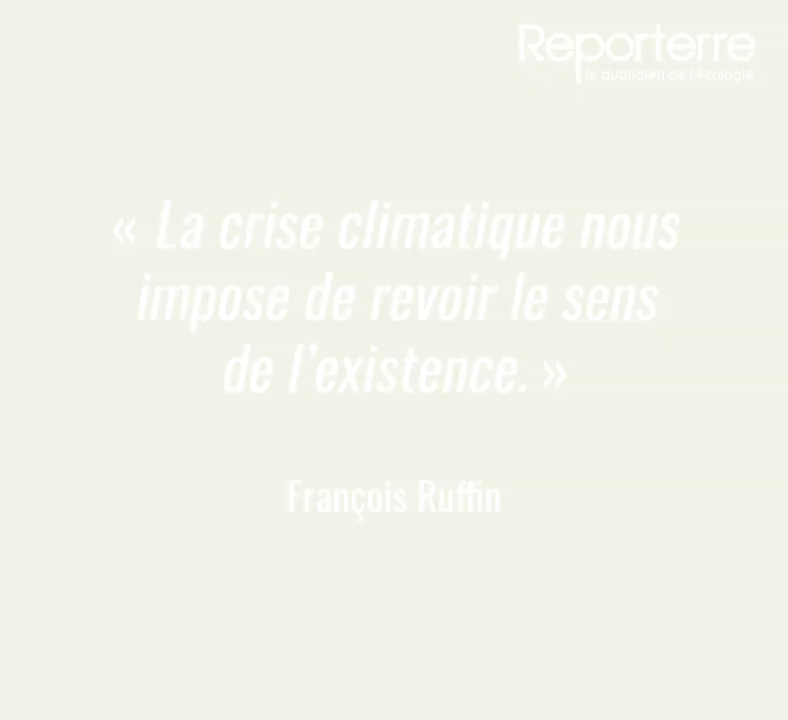 Reporterre
le quotidien de l'écologie
« La crise climatique nous
impose de revoir le sens
de l’existence. »
François Ruffin